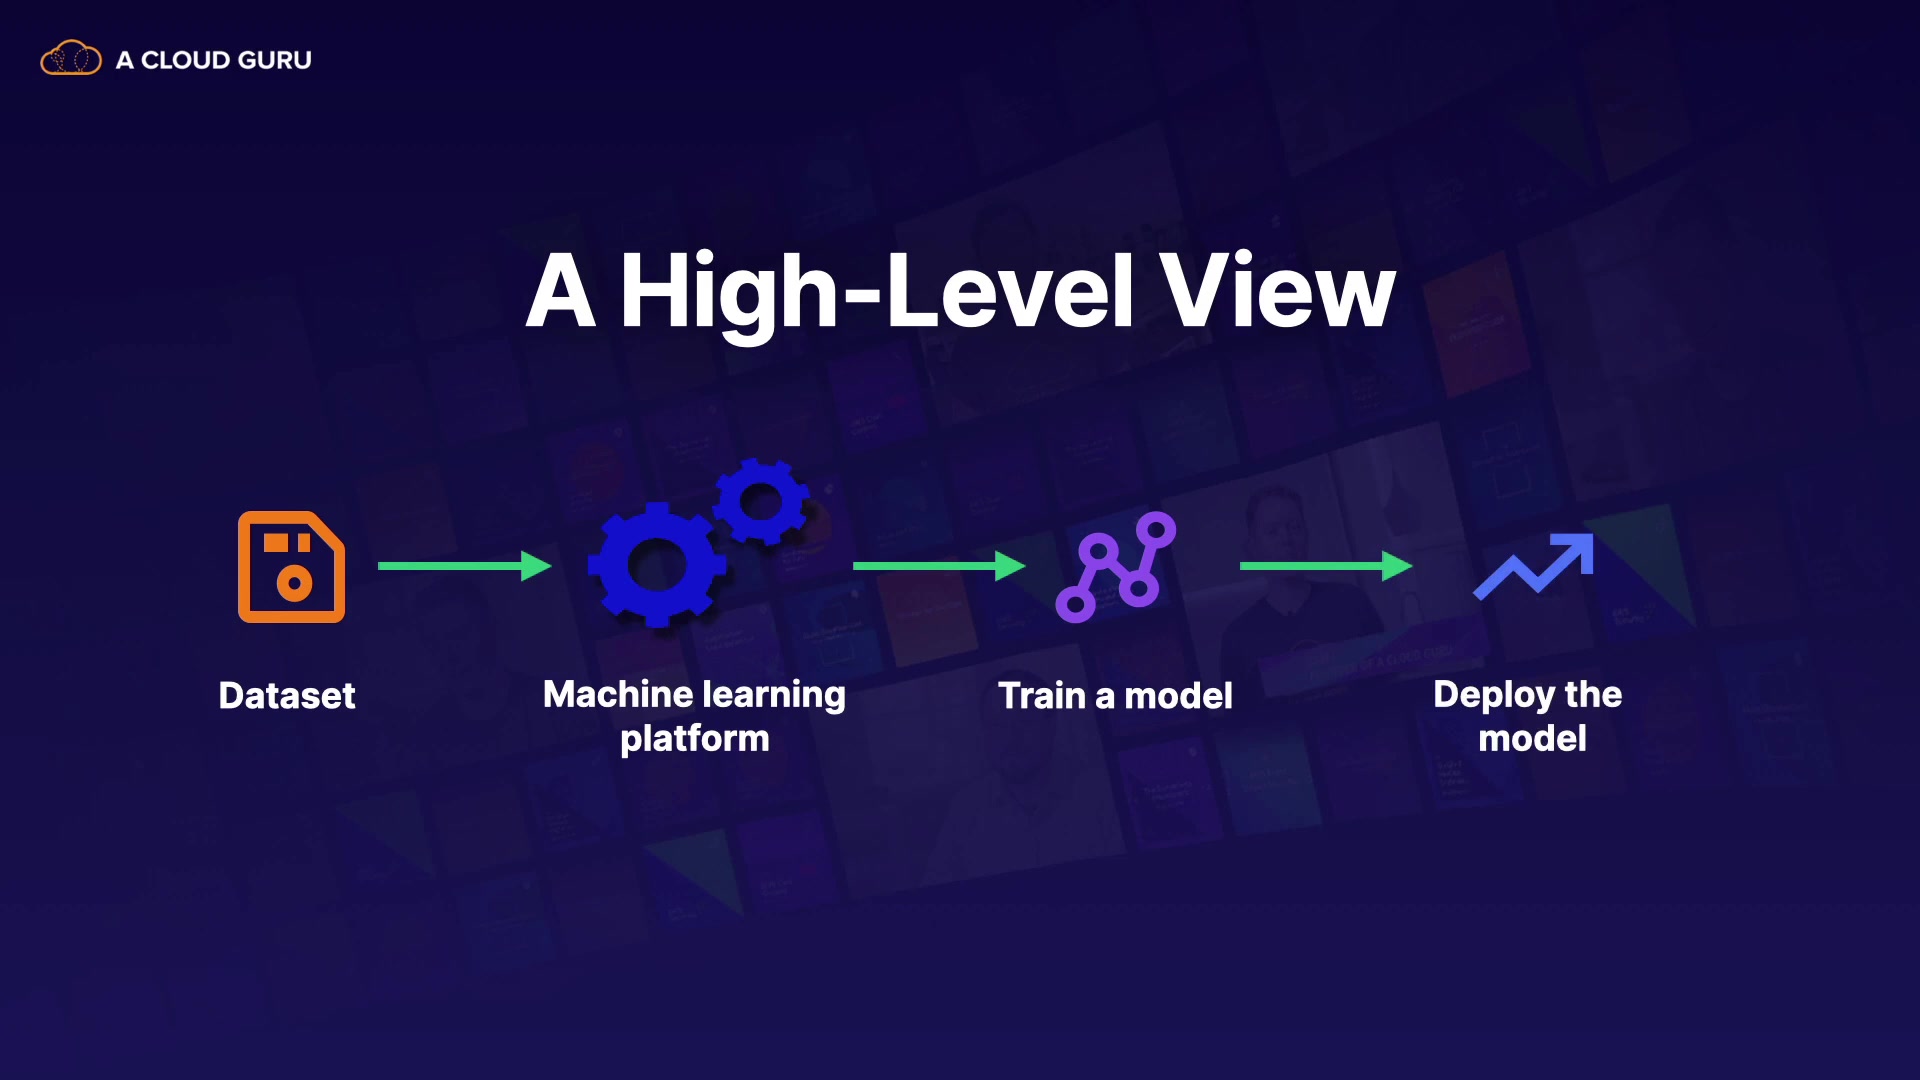 A CLOUD GURU
A High-Level View
Dataset
Machine learning
platform
Train a model
Deploy the
model